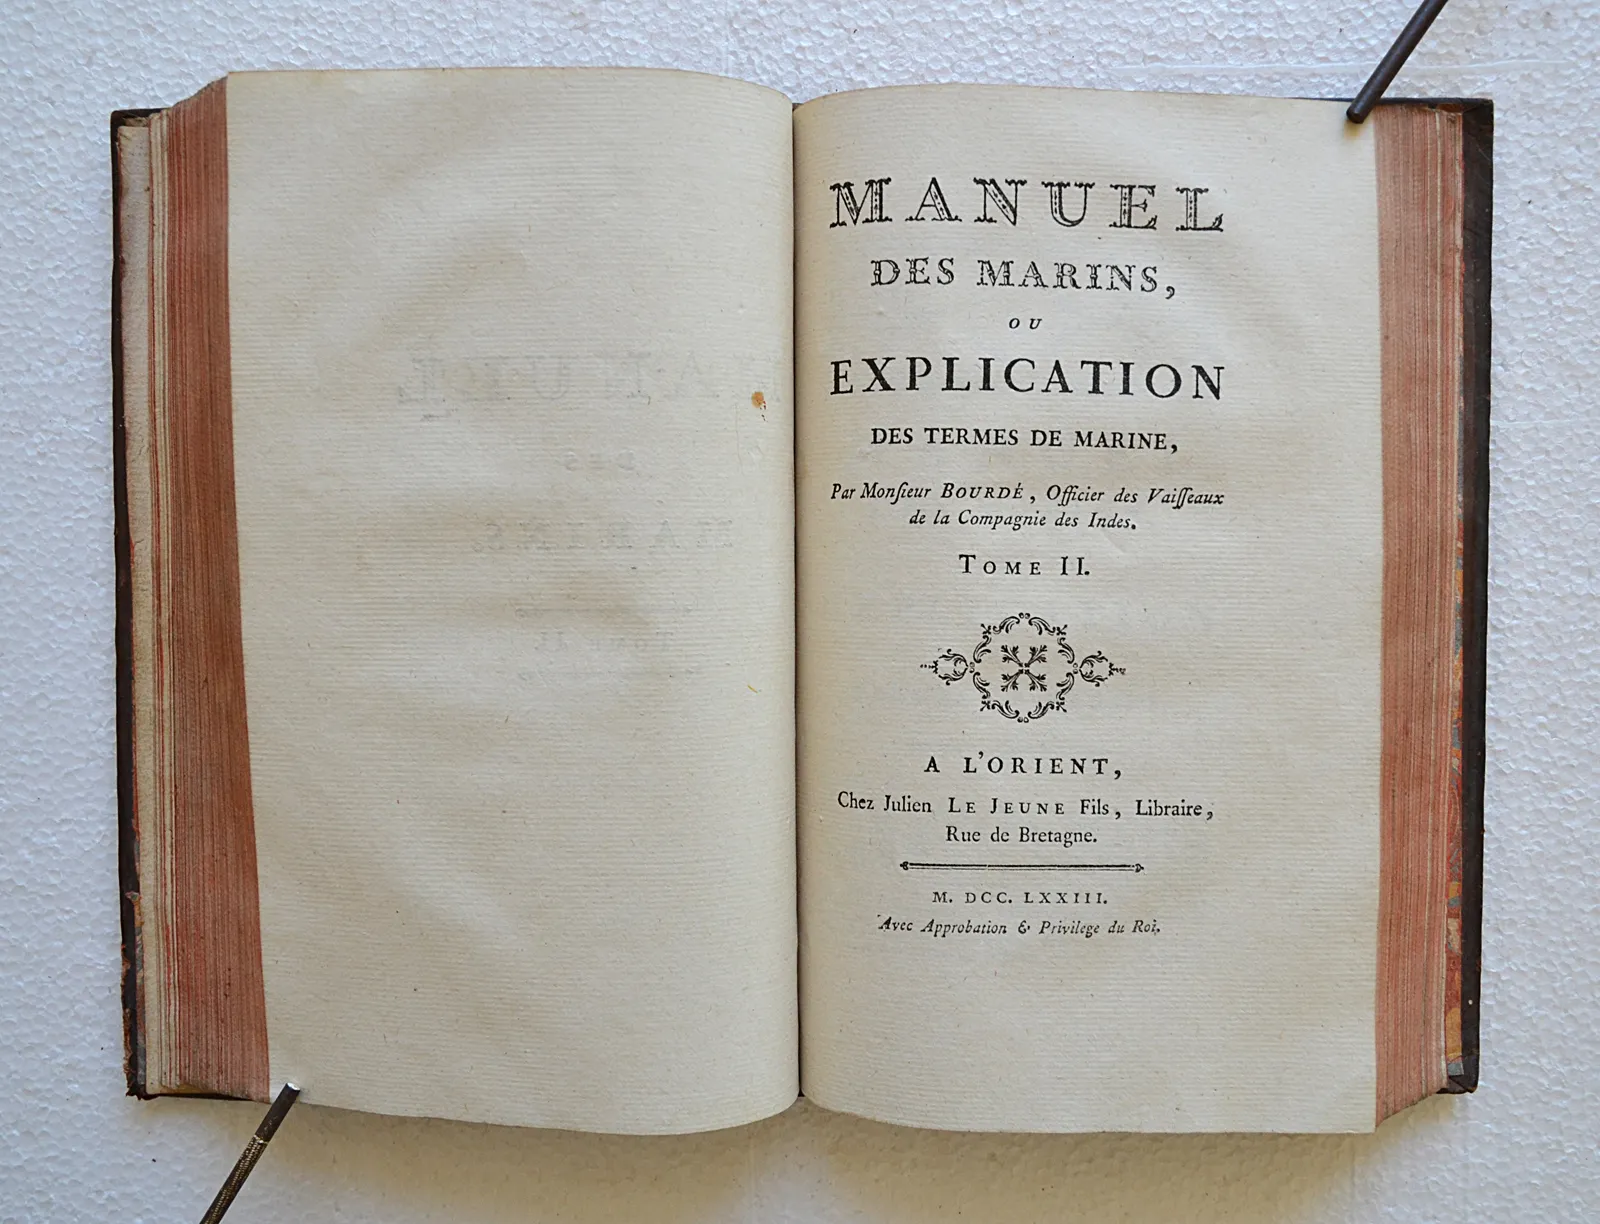 MANUEL
DES MARINS,
OU
EXPLICATION
DES TERMES DE MARINE,
Par Monſieur BOURDÉ, Officier des Vaiſſeaux
de la Compagnie des Indes.
TOME II.
A L'ORIENT,
Chez Julien LE JEUNE Fils, Libraire,
Rue de Bretagne.
M. DCC. LXXIII.
Avec Approbation & Privilege du Roi.